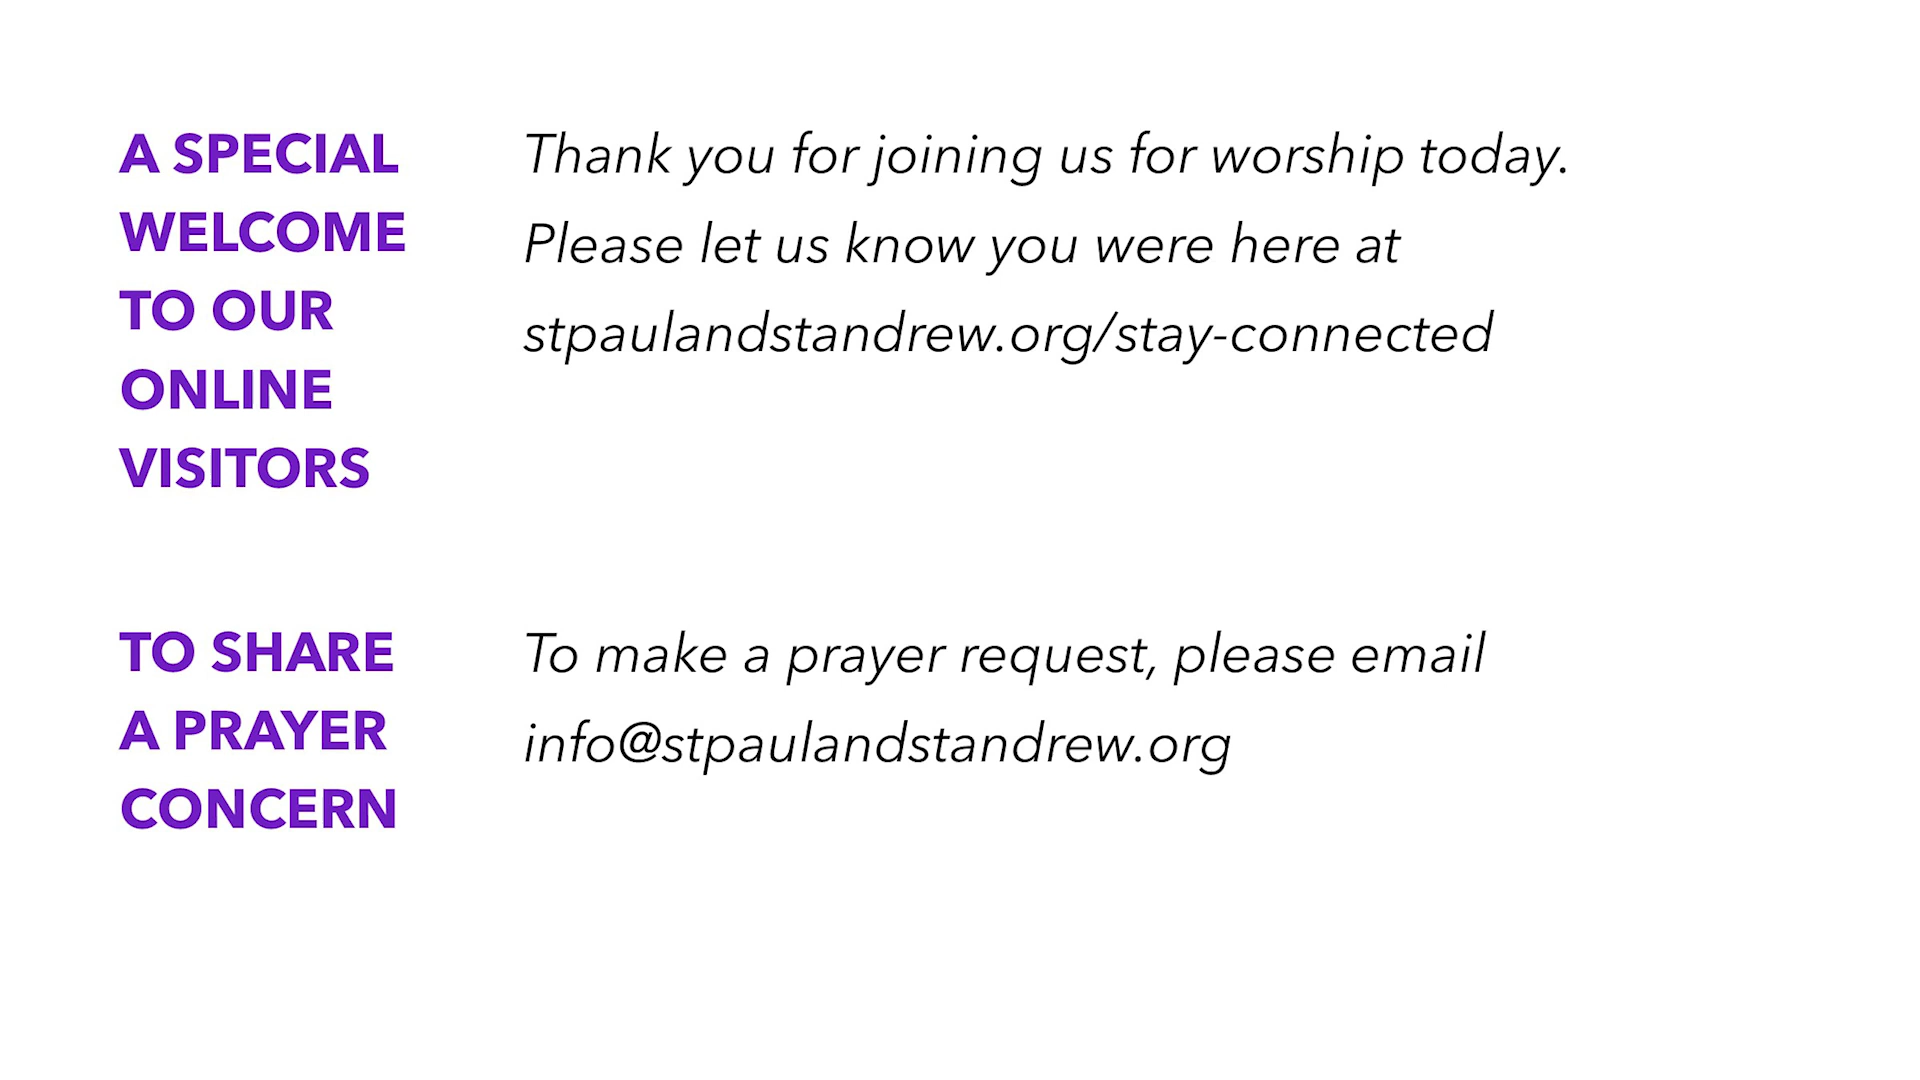 A SPECIAL
WELCOME
TO OUR
ONLINE
VISITORS
Thank you for joining us for worship today.
Please let us know you were here at
stpaulandstandrew.org/stay-connected
TO SHARE
A PRAYER
CONCERN
To make a prayer request, please email
info@stpaulandstandrew.org